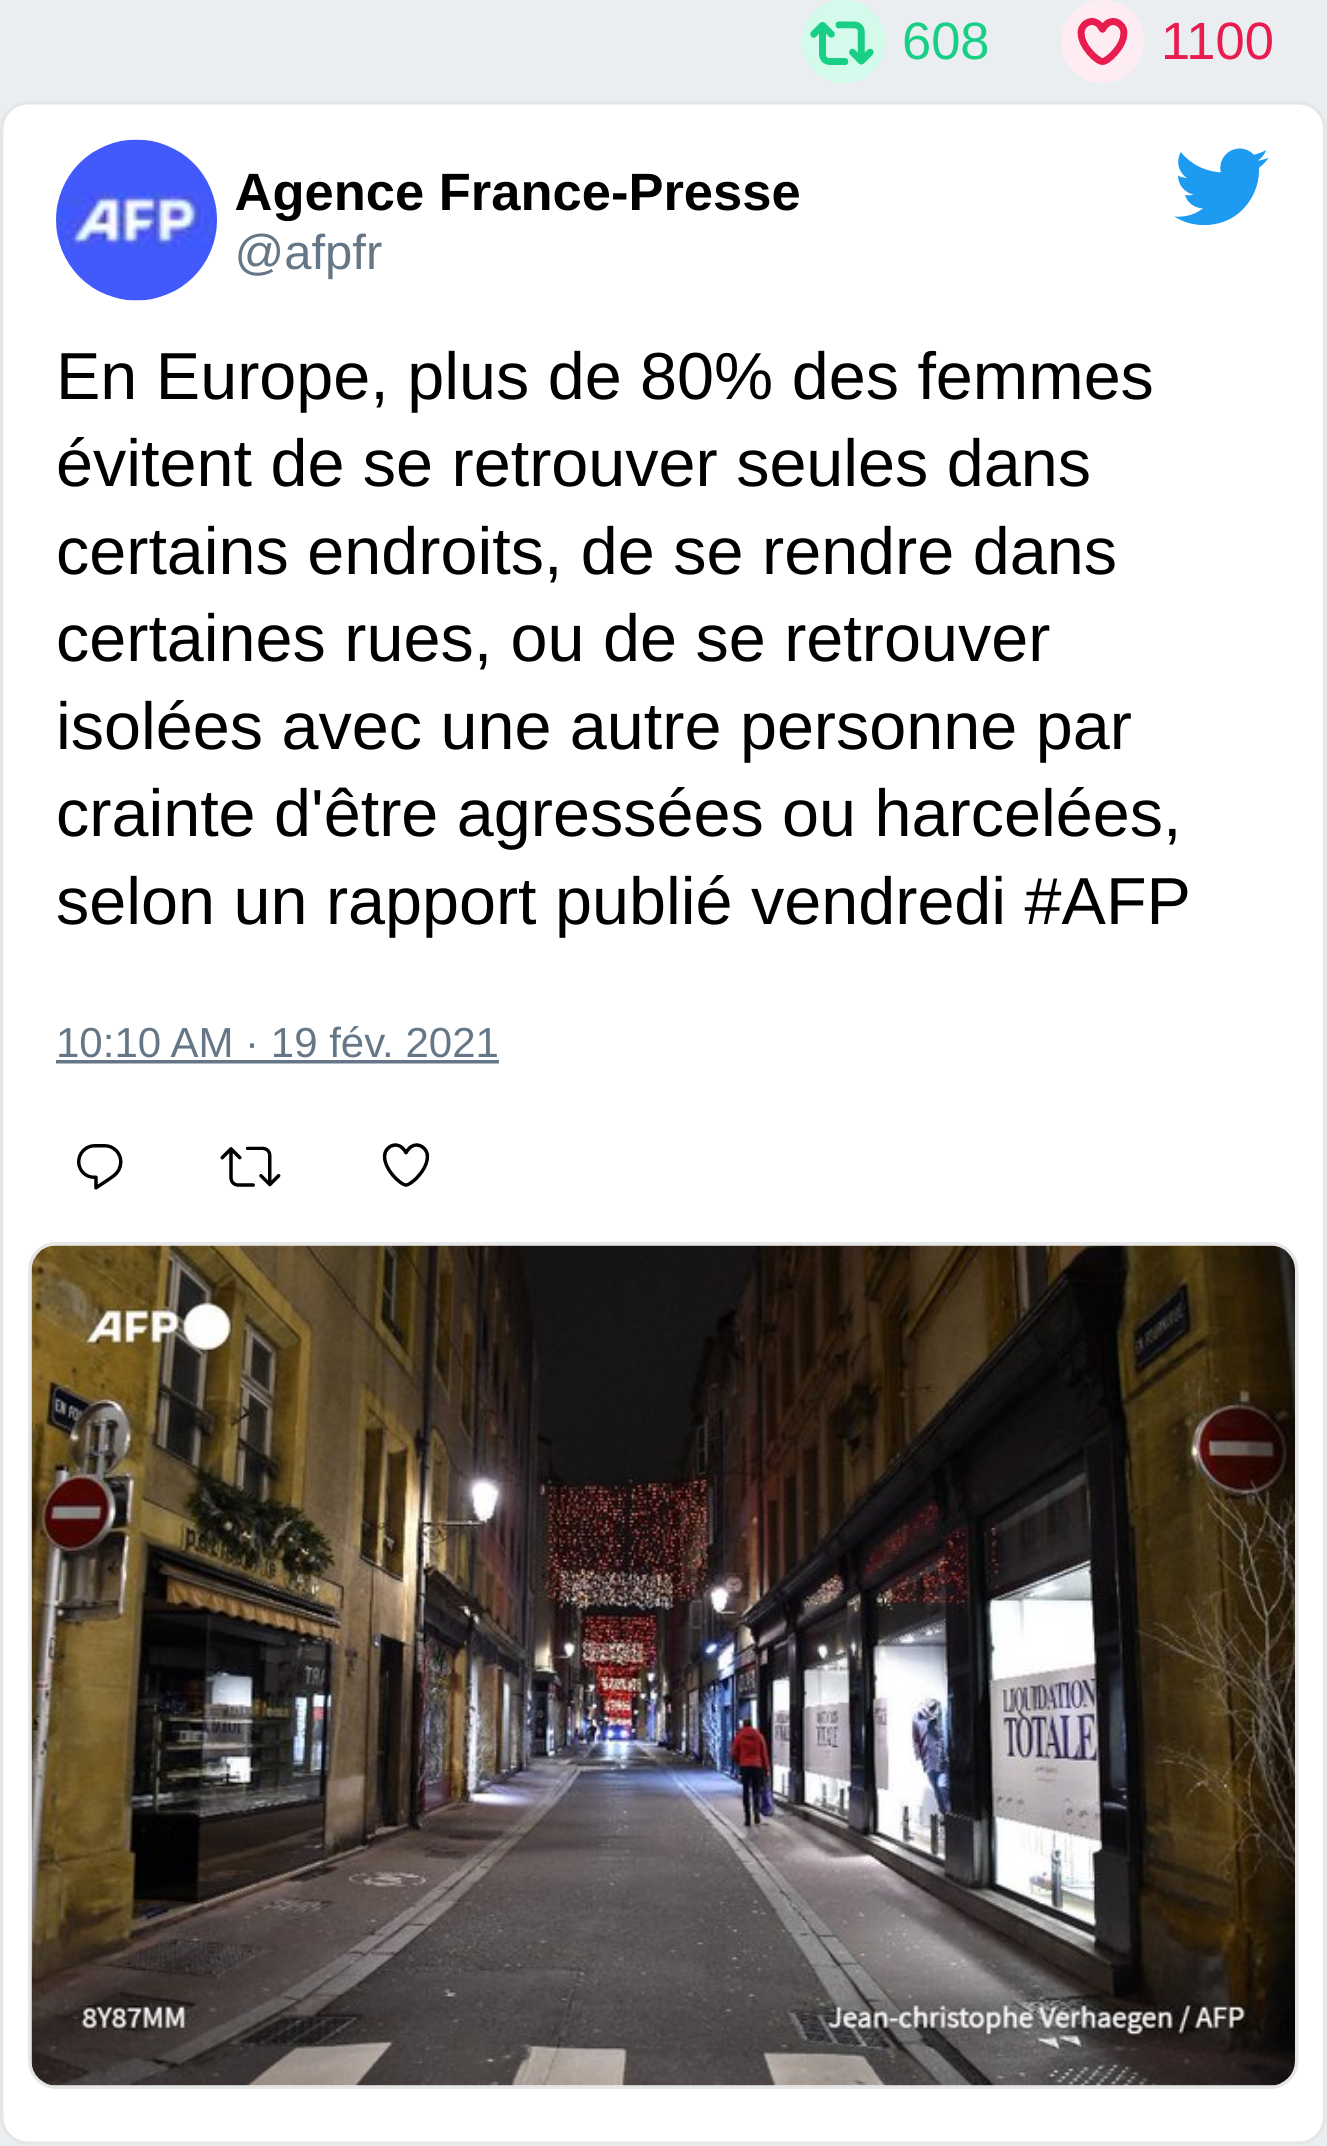 608 1100
AFP
Agence France-Presse
@afpfr
En Europe, plus de 80% des femmes
évitent de se retrouver seules dans
certains endroits, de se rendre dans
certaines rues, ou de se retrouver
isolées avec une autre personne par
crainte d'être agressées ou harcelées,
selon un rapport publié vendredi #AFP
10:10 AM · 19 fév. 2021
AFP
LIQUIDATION
TOTALE
8Y87MM
Jean-christophe Verhaegen / AFP